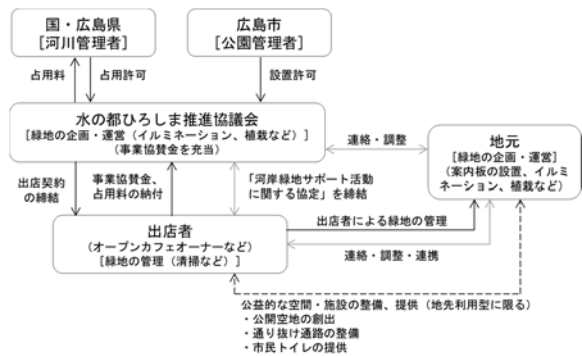 国・広島県
［河川管理者］
広島市
［公園管理者］
占用料
占用許可
設置許可
水の都ひろしま推進協議会
［緑地の企画・運営（イルミネーション、植栽など）］
（事業協賛金を充当）
連絡・調整
地元
［緑地の企画・運営］
（案内板の設置、イルミ
ネーション、植栽など）
出店契約
の締結
事業協賛金、
占用料の納付
「河岸緑地サポート活動
に関する協定」を締結
出店者
（オープンカフェオーナーなど）
［緑地の管理（清掃など）］
出店者による緑地の管理
連絡・調整・連携
公益的な空間・施設の整備、提供（地先利用型に限る）
・公開空地の創出
・通り抜け通路の整備
・市民トイレの提供